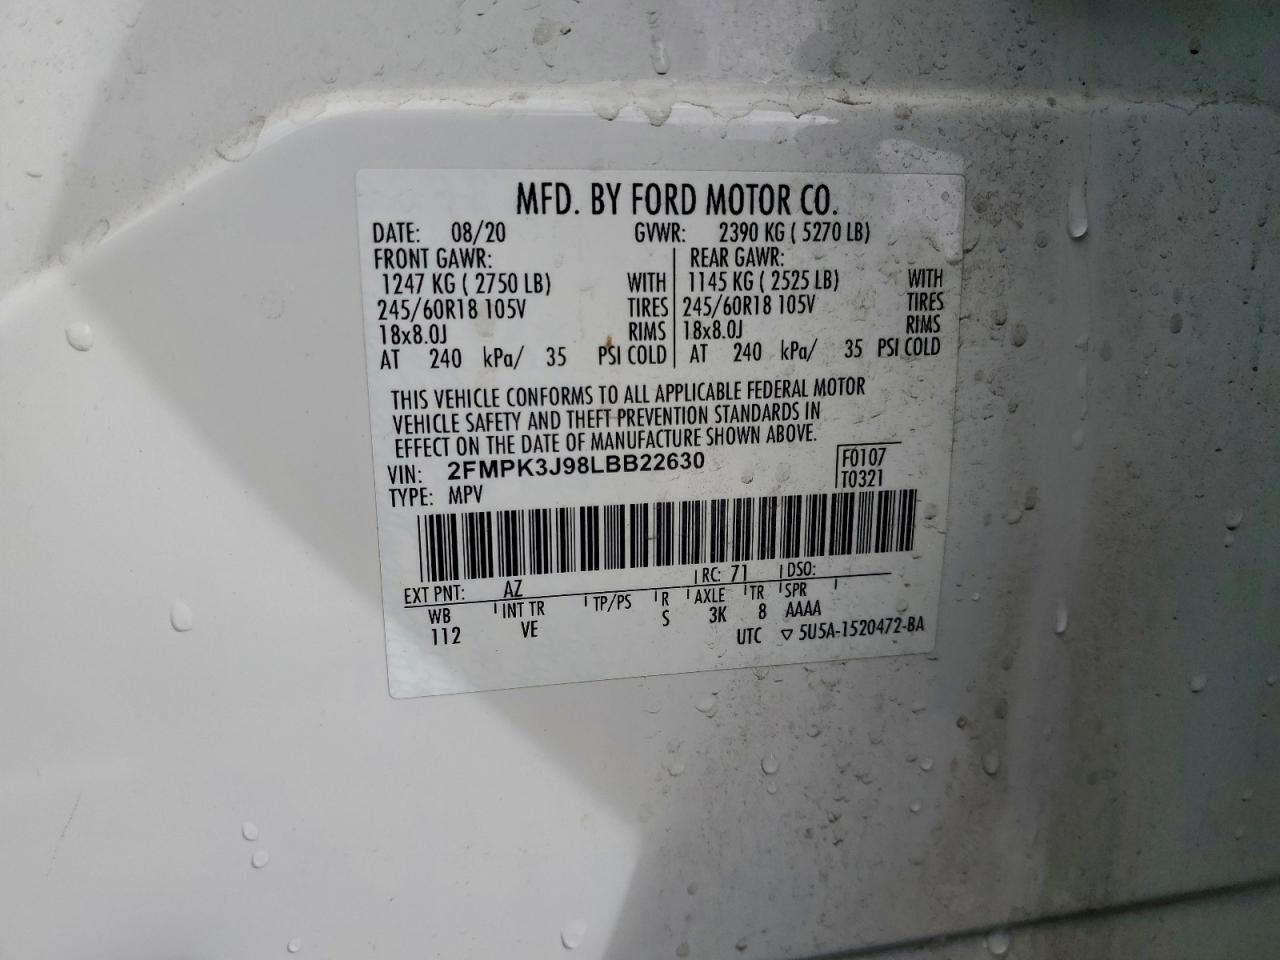 MFD. BY FORD MOTOR CO.
DATE: 08/20 GVWR: 2390 KG ( 5270 LB)
FRONT GAWR: REAR GAWR:
1247 KG ( 2750 LB) WITH 1145 KG ( 2525 LB) WITH
245/60R18 105V TIRES 245/60R18 105V TIRES
18x8.0J RIMS 18x8.0J RIMS
AT 240 kPa/ 35 PSI COLD AT 240 kPa/ 35 PSI COLD
THIS VEHICLE CONFORMS TO ALL APPLICABLE FEDERAL MOTOR
VEHICLE SAFETY AND THEFT PREVENTION STANDARDS IN
EFFECT ON THE DATE OF MANUFACTURE SHOWN ABOVE.
VIN: 2FMPK3J98LBB22630 F0107
TYPE: MPV T0321
EXT PNT: AZ RC: 71 DSO:
WB INT TR TP/PS R AXLE TR SPR
112 VE S 3K 8 AAAA
UTC ▽ 5U5A-1520472-BA